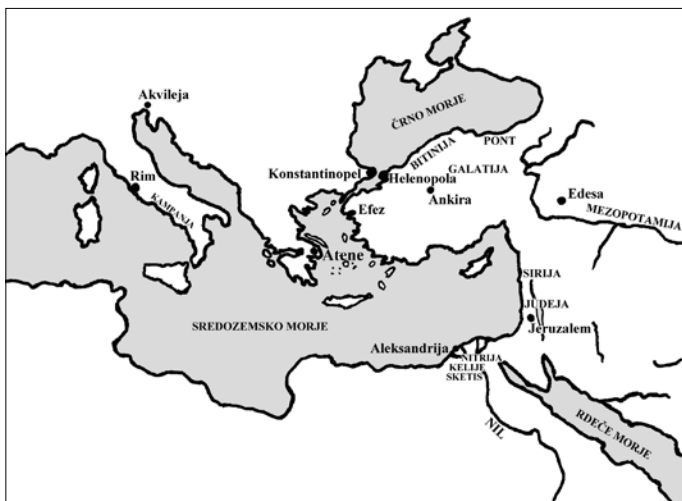 Akvileja
ČRNO MORJE
PONT
BITINIJA
Konstantinopel
GALATIJA
Rim
Helenopola
Ankira
Edesa
KAMPANJA
Efez
MEZOPOTAMIJA
Atene
SIRIJA
JUDEJA
SREDOZEMSKO MORJE
Jeruzalem
Aleksandrija
NITRIJA
KELIJE
SKETIS
NIL
RDEČE MORJE